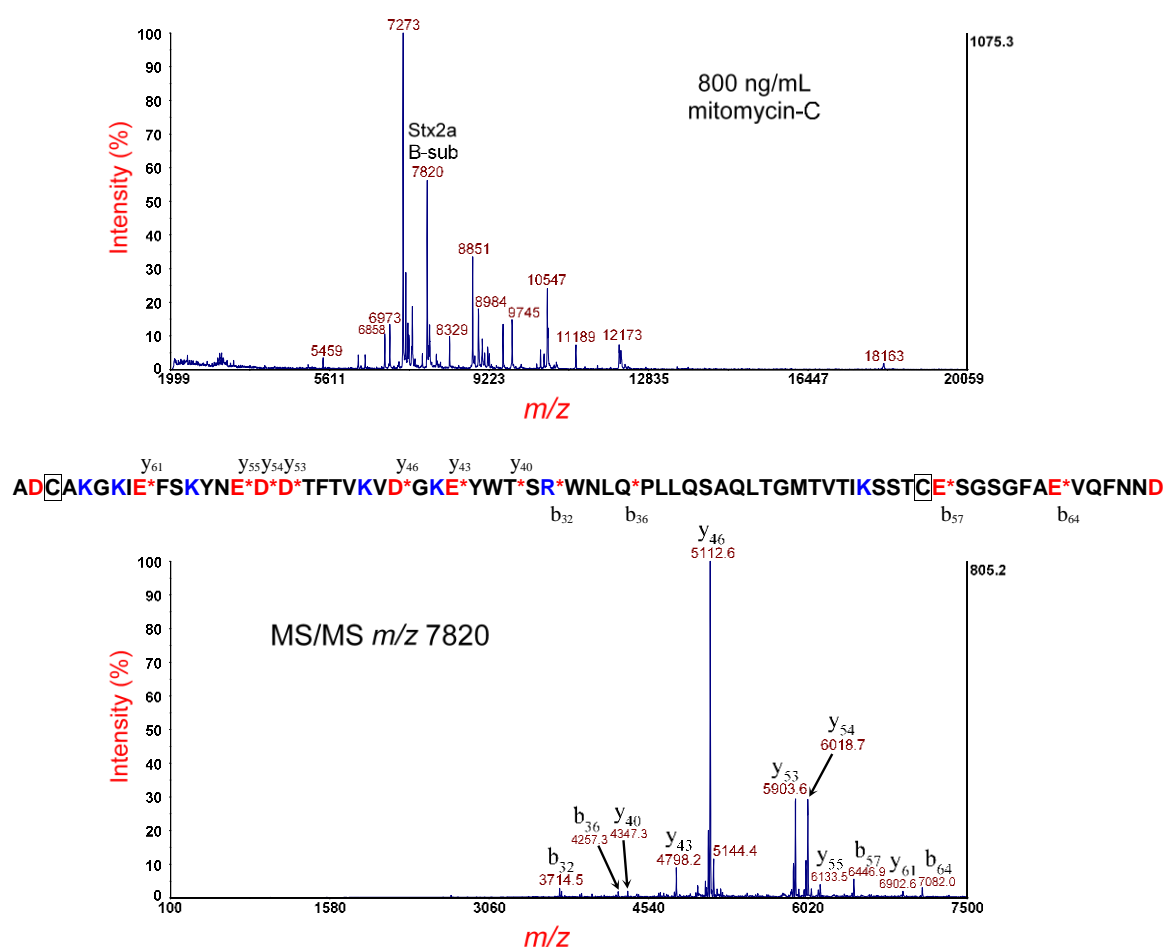 7273
100
1075.3
90
800 ng/mL
mitomycin-C
80
70
Stx2a
B-sub
60
7820
50
Intensity (%)
40
8851
30
10547
20
6973
8984
9745
6858
8329
10
5459
11189
12173
18163
0
1999
5611
9223
12835
16447
20059
m/z
y61 y55 y54 y53 y46 y43 y40
ADCAKGKIE*FSKYNE*D*D*TFTVKVD*GKE*YWT*SR*WNLQ*PLLQSAQLTGMTVTIKSSTCE*SGSGFAE*VQFNND
b32 b36 b57 b64
y46
5112.6
100
805.2
90
80
MS/MS m/z 7820
70
60
50
Intensity (%)
y54
6018.7
40
y53
5903.6
30
b36 y40
4257.3 4347.3
20
y43
4798.2
5144.4
b32
3714.5
y55
6133.5
b57
6446.9
y61
6902.6
b64
7082.0
10
0
100
1580
3060
4540
6020
7500
m/z